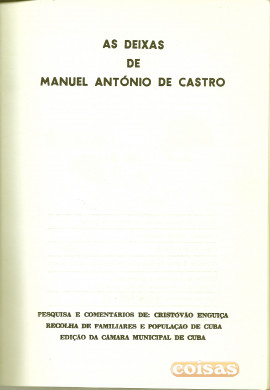 AS DEIXAS
DE
MANUEL ANTÓNIO DE CASTRO
PESQUISA E COMENTÁRIOS DE: CRISTÓVÃO ENGUIÇA
RECOLHA DE FAMILIARES E POPULAÇÃO DE CUBA
EDIÇÃO DA CÂMARA MUNICIPAL DE CUBA
coisas